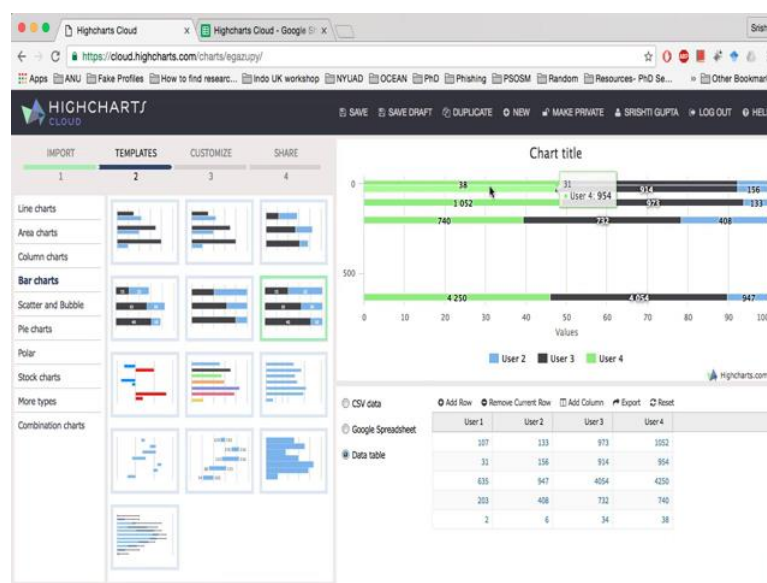 Highcharts Cloud
Highcharts Cloud - Google Sh
Srish
https://cloud.highcharts.com/charts/egazupy/
Apps ANU Fake Profiles How to find researc... Indo UK workshop NYUAD OCEAN PhD Phishing PSOSM Random Resources- PhD Se... » Other Bookmar
HIGHCHARTS
CLOUD
SAVE SAVE DRAFT DUPLICATE NEW MAKE PRIVATE SRISHTI GUPTA LOG OUT HEL
IMPORT TEMPLATES CUSTOMIZE SHARE
1 2 3 4
Line charts
Area charts
Column charts
Bar charts
Scatter and Bubble
Pie charts
Polar
Stock charts
More types
Combination charts
Chart title
0
38 914 156
31
User 4: 954
1 052 973 133
740 732 408
500
4 250 4 054 947
0 10 20 30 40 50 60 70 80 90 100
Values
User 2 User 3 User 4
Highcharts.com
CSV data
Google Spreadsheet
Data table
Add Row Remove Current Row Add Column Export Reset
User 1 User 2 User 3 User 4
107 133 973 1052
31 156 914 954
635 947 4054 4250
203 408 732 740
2 6 34 38